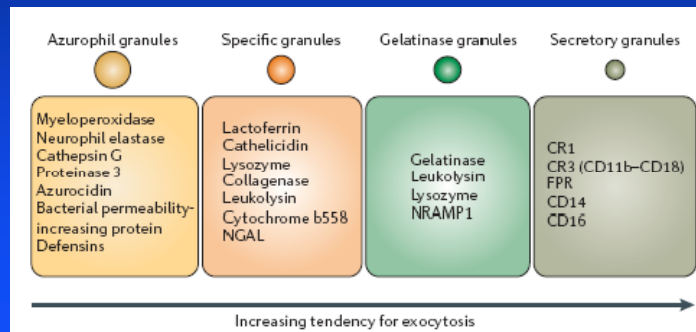 Azurophil granules
Specific granules
Gelatinase granules
Secretory granules
Myeloperoxidase
Neurophil elastase
Cathepsin G
Proteinase 3
Azurocidin
Bacterial permeability-
increasing protein
Defensins
Lactoferrin
Cathelicidin
Lysozyme
Collagenase
Leukolysin
Cytochrome b558
NGAL
Gelatinase
Leukolysin
Lysozyme
NRAMP1
CR1
CR3 (CD11b–CD18)
FPR
CD14
CD16
Increasing tendency for exocytosis